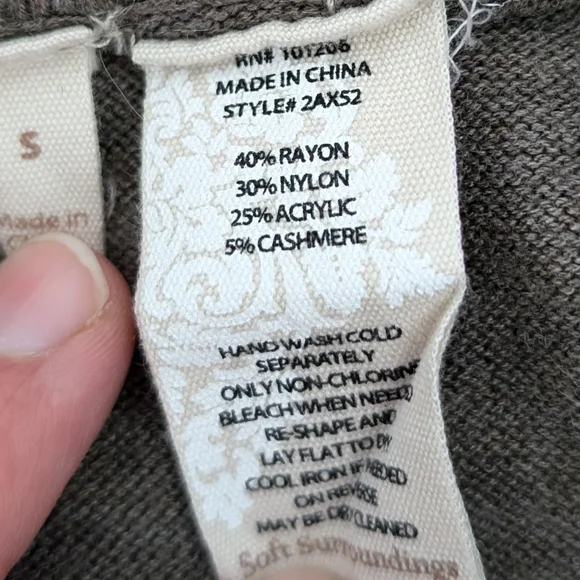 S
Made in
RN# 101206
MADE IN CHINA
STYLE# 2AX52
40% RAYON
30% NYLON
25% ACRYLIC
5% CASHMERE
HAND WASH COLD
SEPARATELY
ONLY NON-CHLORINE
BLEACH WHEN NEEDED
RE-SHAPE AND
LAY FLAT TO DRY
COOL IRON IF NEEDED
ON REVERSE
MAY BE DRY CLEANED
Soft Surroundings